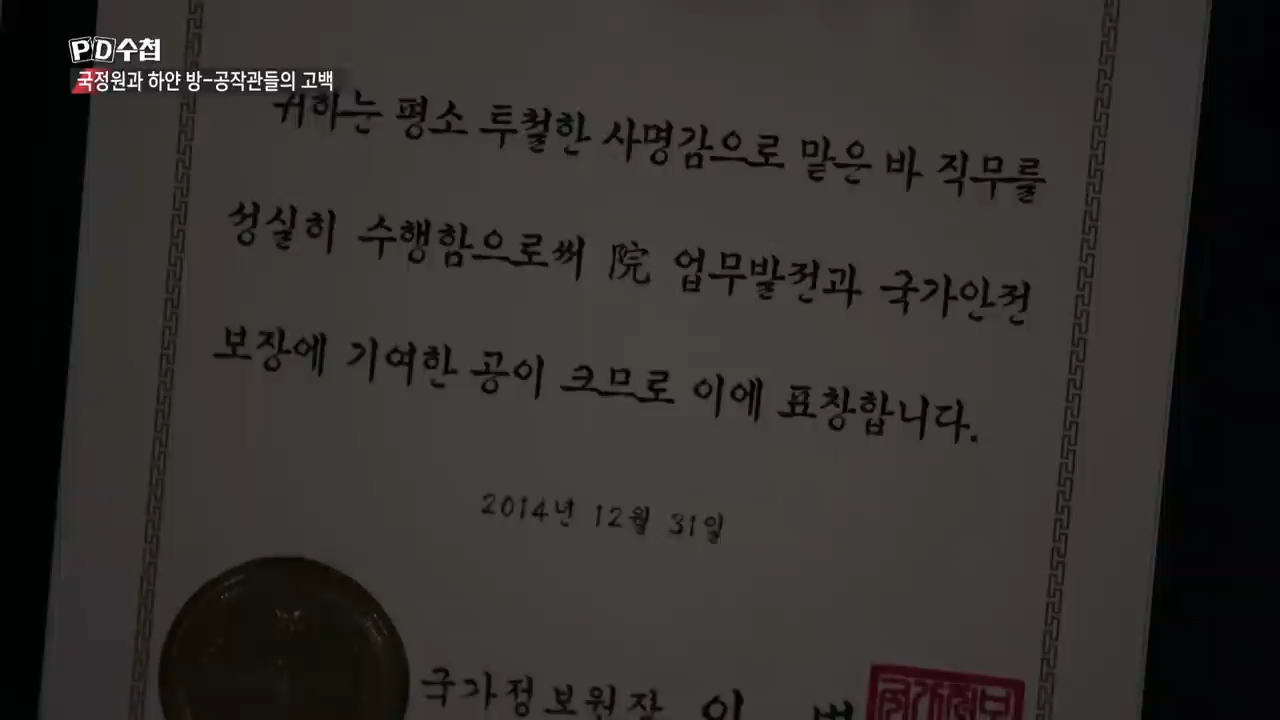 PD수첩
국정원과 하얀 방-공작관들의 고백
귀하는 평소 투철한 사명감으로 맡은 바 직무를
성실히 수행함으로써 院 업무발전과 국가안전
보장에 기여한 공이 크므로 이에 표창합니다.
2014년 12월 31일
국가정보원장 이